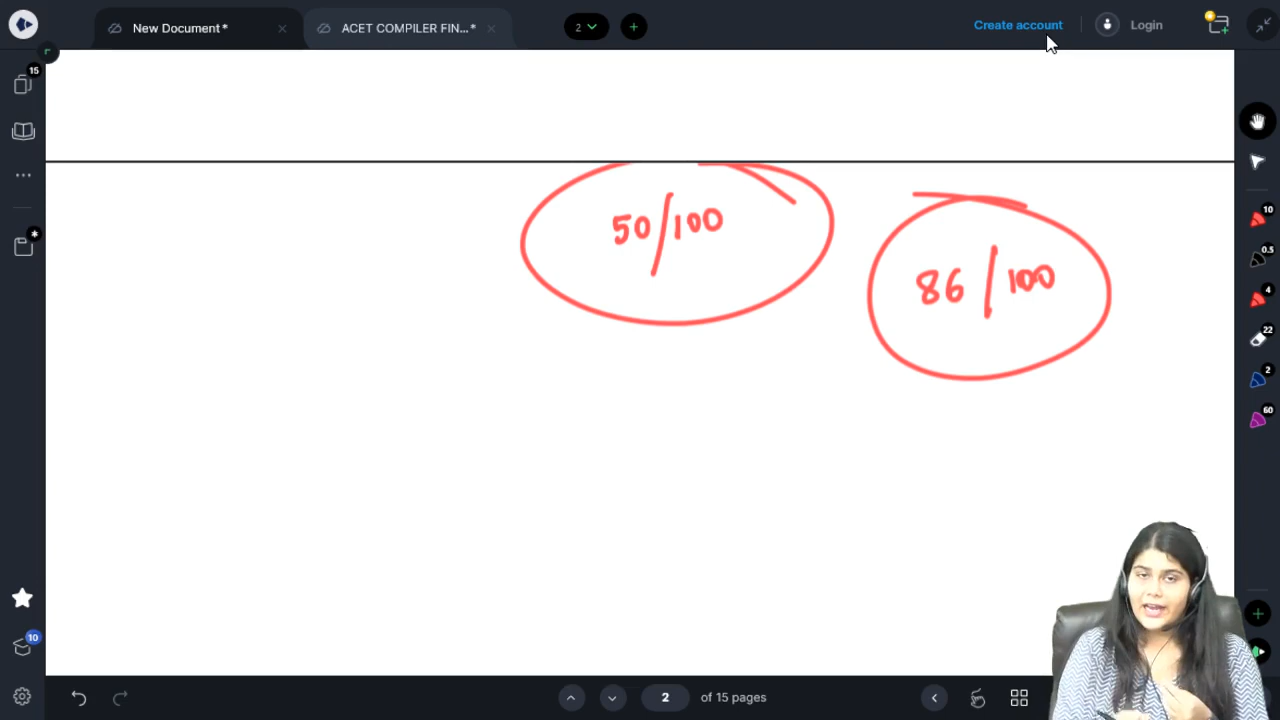 New Document*
ACET COMPILER FIN...*
2
Create account
Login
15
50/100
86/100
10
0.5
4
22
2
60
10
2
of 15 pages